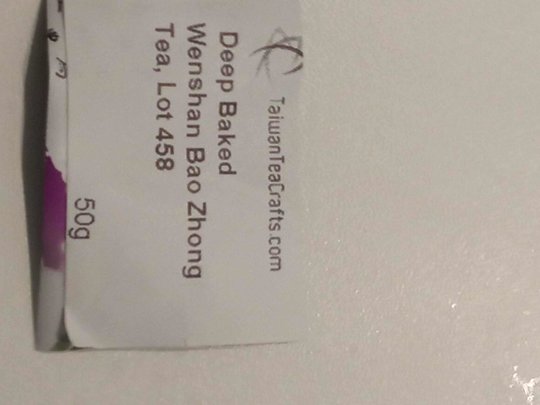 TaiwanTeaCrafts.com
Deep Baked
Wenshan Bao Zhong
Tea, Lot 458
50g